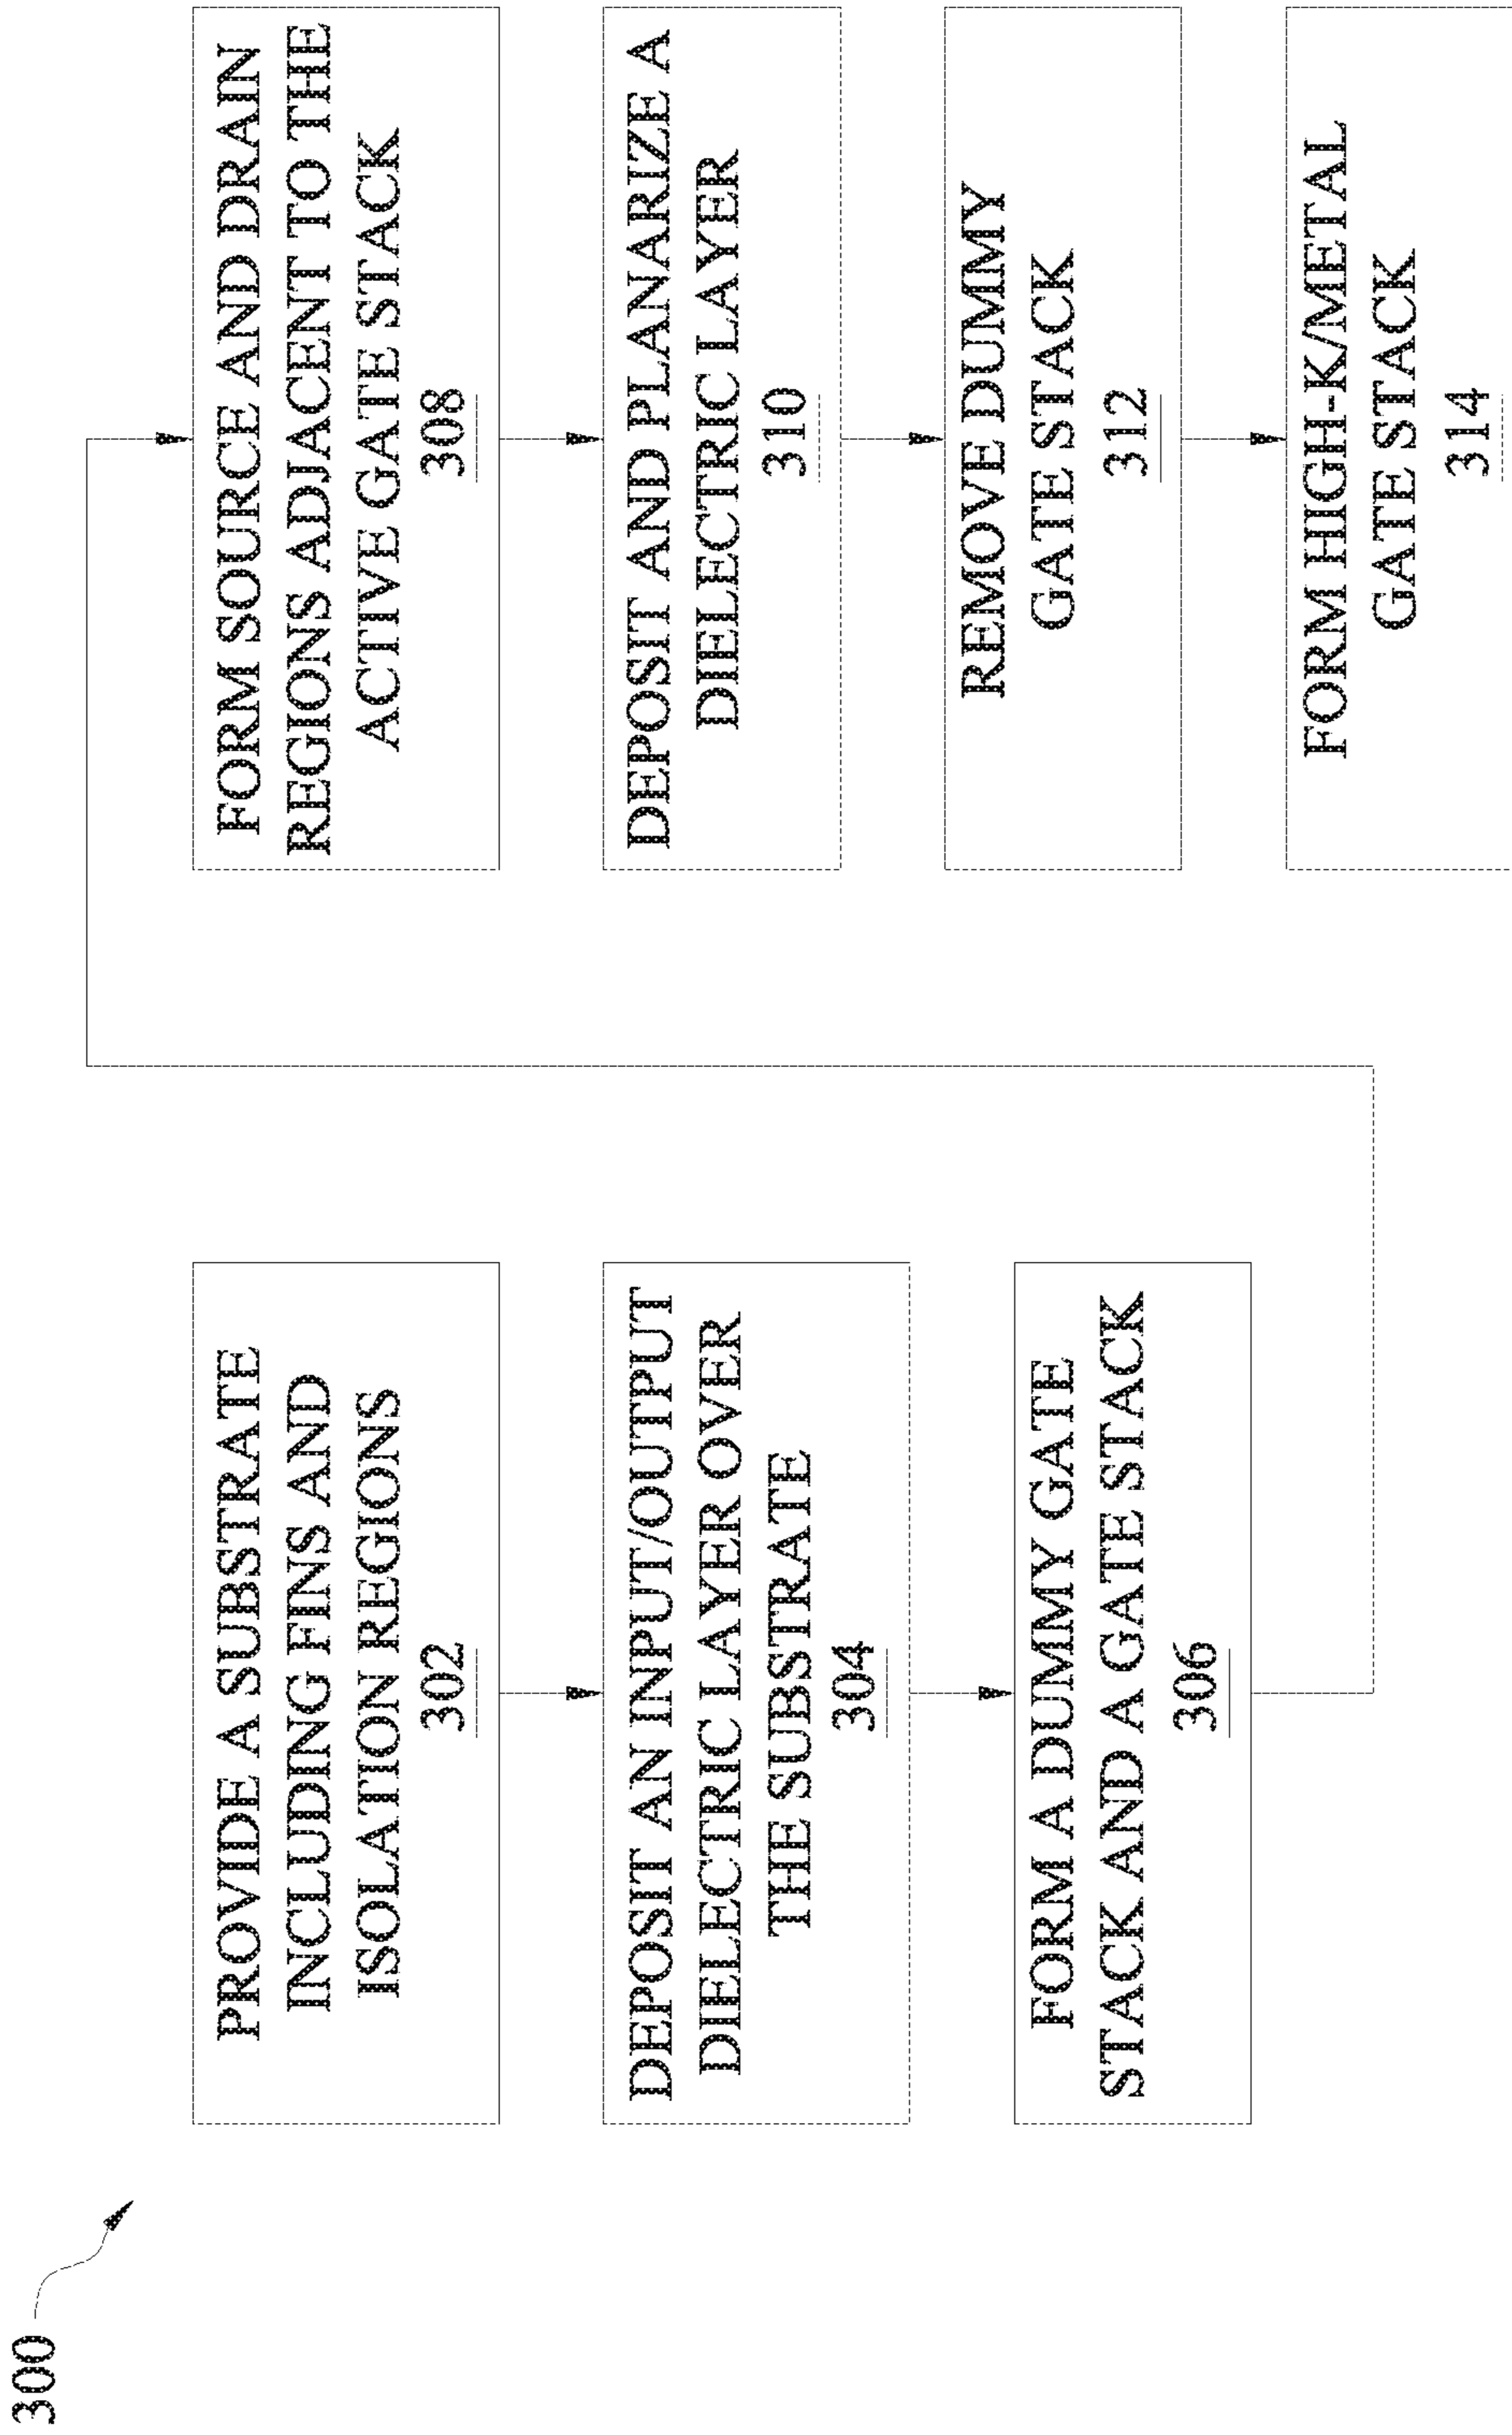 300
PROVIDE A SUBSTRATE
INCLUDING FINS AND
ISOLATION REGIONS
302
DEPOSIT AN INPUT/OUTPUT
DIELECTRIC LAYER OVER
THE SUBSTRATE
304
FORM A DUMMY GATE
STACK AND A GATE STACK
306
FORM SOURCE AND DRAIN
REGIONS ADJACENT TO THE
ACTIVE GATE STACK
308
DEPOSIT AND PLANARIZE A
DIELECTRIC LAYER
310
REMOVE DUMMY
GATE STACK
312
FORM HIGH-K/METAL
GATE STACK
314